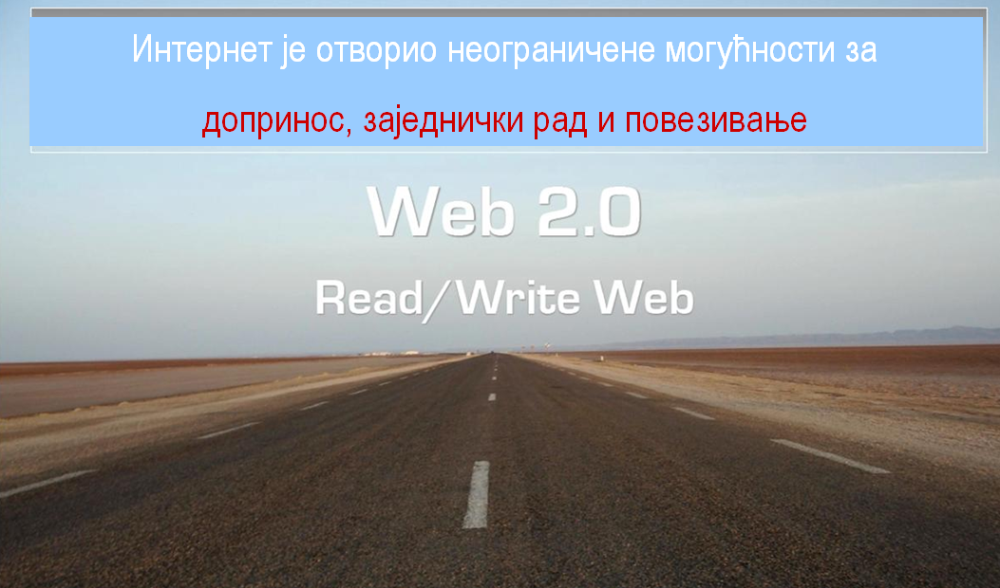 Интернет је отворио неограничене могућности за
допринос, заједнички рад и повезивање
Web 2.0
Read/Write Web